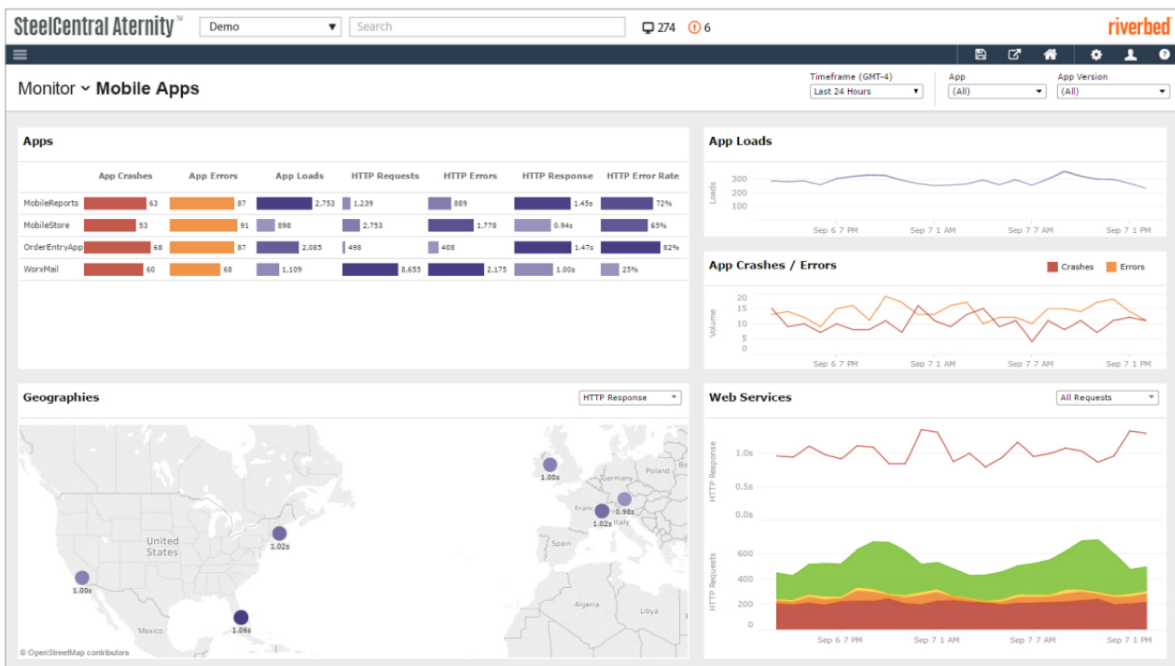 SteelCentral Aternity™ Demo Search 274 6 riverbed
Monitor Mobile Apps
Timeframe (GMT-4) App App Version
Last 24 Hours (All) (All)
Apps
App Crashes App Errors App Loads HTTP Requests HTTP Errors HTTP Response HTTP Error Rate
MobileReports 63 87 2,753 1,239 889 1.45s 72%
MobileStore 53 91 898 2,753 1,778 0.94s 65%
OrderEntryApp 68 87 2,085 498 408 1.47s 82%
WorxMail 60 68 1,109 8,655 2,175 1.00s 25%
App Loads
Loads
300
200
100
Sep 6 7 PM Sep 7 1 AM Sep 7 7 AM Sep 7 1 PM
App Crashes / Errors Crashes Errors
Volume
20
15
10
5
0
Sep 6 7 PM Sep 7 1 AM Sep 7 7 AM Sep 7 1 PM
Geographies HTTP Response
1.00s
Germany
Poland
0.98s
1.02s
Italy
Spain
United
States
1.02s
1.00s
1.06s
Mexico
Algeria
Libya
© OpenStreetMap contributors
Web Services All Requests
HTTP Response
1.0s
0.5s
0.0s
HTTP Requests
600
400
200
0
Sep 6 7 PM Sep 7 1 AM Sep 7 7 AM Sep 7 1 PM